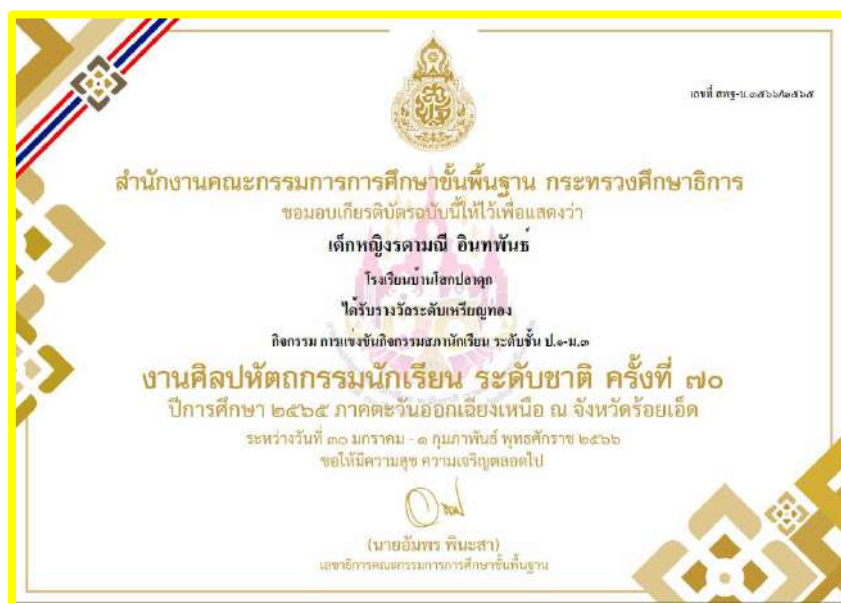 เลขที่ สพฐ-บ.๓๕๖๖/๒๕๖๕
สำนักงานคณะกรรมการการศึกษาขั้นพื้นฐาน กระทรวงศึกษาธิการ
ขอมอบเกียรติบัตรฉบับนี้ให้ไว้เพื่อแสดงว่า
เด็กหญิงรดามณี อินทพันธ์
โรงเรียนบ้านโสกปลาดุก
ได้รับรางวัลระดับเหรียญทอง
กิจกรรม การแข่งขันกิจกรรมสภานักเรียน ระดับชั้น ป.๑-ม.๓
งานศิลปหัตถกรรมนักเรียน ระดับชาติ ครั้งที่ ๗๐
ปีการศึกษา ๒๕๖๕ ภาคตะวันออกเฉียงเหนือ ณ จังหวัดร้อยเอ็ด
ระหว่างวันที่ ๓๐ มกราคม - ๑ กุมภาพันธ์ พุทธศักราช ๒๕๖๖
ขอให้มีความสุข ความเจริญตลอดไป
(นายอัมพร พินะสา)
เลขาธิการคณะกรรมการการศึกษาขั้นพื้นฐาน